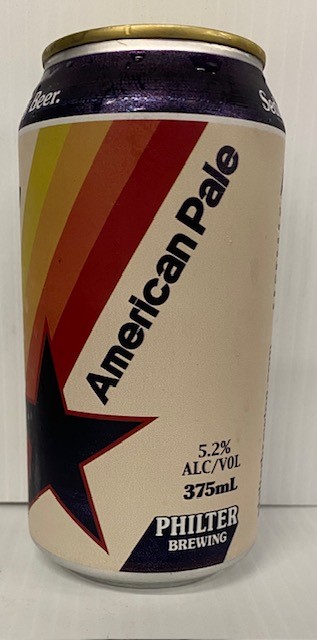 Beer.
American Pale
5.2%
ALC/VOL
375mL
PHILTER
BREWING